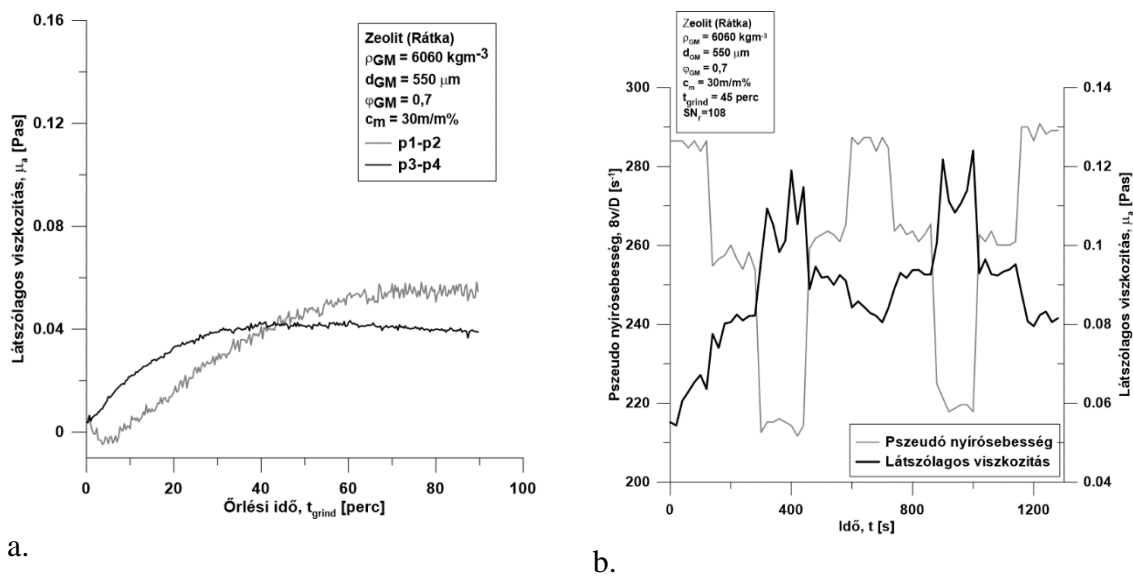 0.16
0.12
0.08
0.04
0
Látszólagos viszkozitás, μa [Pas]
Zeolit (Rátka)
ρGM = 6060 kgm-3
dGM = 550 μm
φGM = 0,7
cm = 30m/m%
p1-p2
p3-p4
0 20 40 60 80 100
Őrlési idő, tgrind [perc]
a.
Zeolit (Rátka)
ρGM = 6060 kgm-3
dGM = 550 μm
φGM = 0,7
cm = 30m/m%
tgrind = 45 perc
SNr=108
300
280
260
240
220
200
Pszeudo nyírósebesség, 8v/D [s-1]
0.14
0.12
0.1
0.08
0.06
0.04
Látszólagos viszkozitás, μa [Pas]
Pszeudó nyírósebesség
Látszólagos viszkozitás
0 400 800 1200
Idő, t [s]
b.